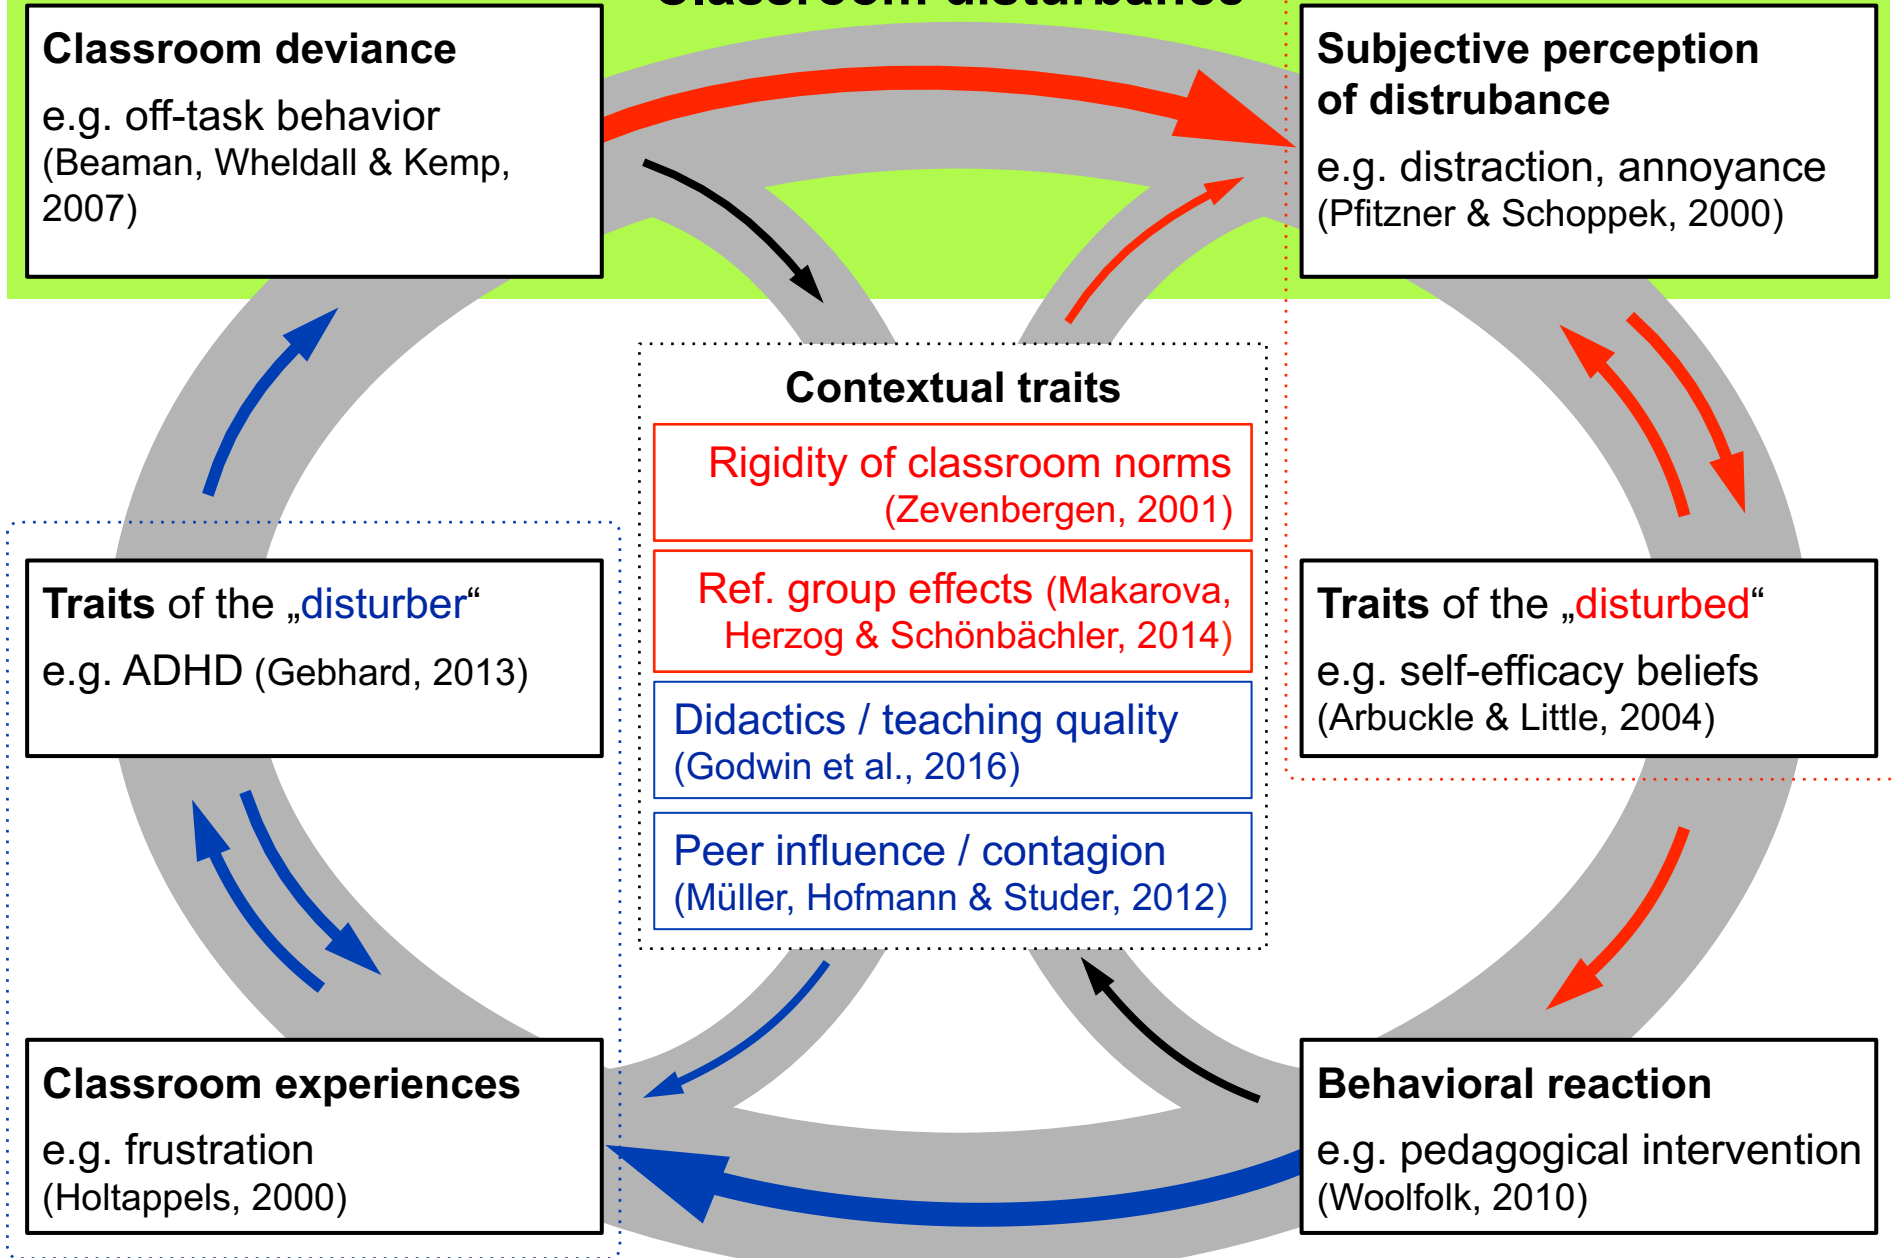 Classroom disturbance
Classroom deviance
e.g. off-task behavior
(Beaman, Wheldall & Kemp,
2007)
Subjective perception
of distrubance
e.g. distraction, annoyance
(Pfitzner & Schoppek, 2000)
Contextual traits
Rigidity of classroom norms
(Zevenbergen, 2001)
Ref. group effects (Makarova,
Herzog & Schönbächler, 2014)
Didactics / teaching quality
(Godwin et al., 2016)
Peer influence / contagion
(Müller, Hofmann & Studer, 2012)
Traits of the „disturber“
e.g. ADHD (Gebhard, 2013)
Traits of the „disturbed“
e.g. self-efficacy beliefs
(Arbuckle & Little, 2004)
Classroom experiences
e.g. frustration
(Holtappels, 2000)
Behavioral reaction
e.g. pedagogical intervention
(Woolfolk, 2010)